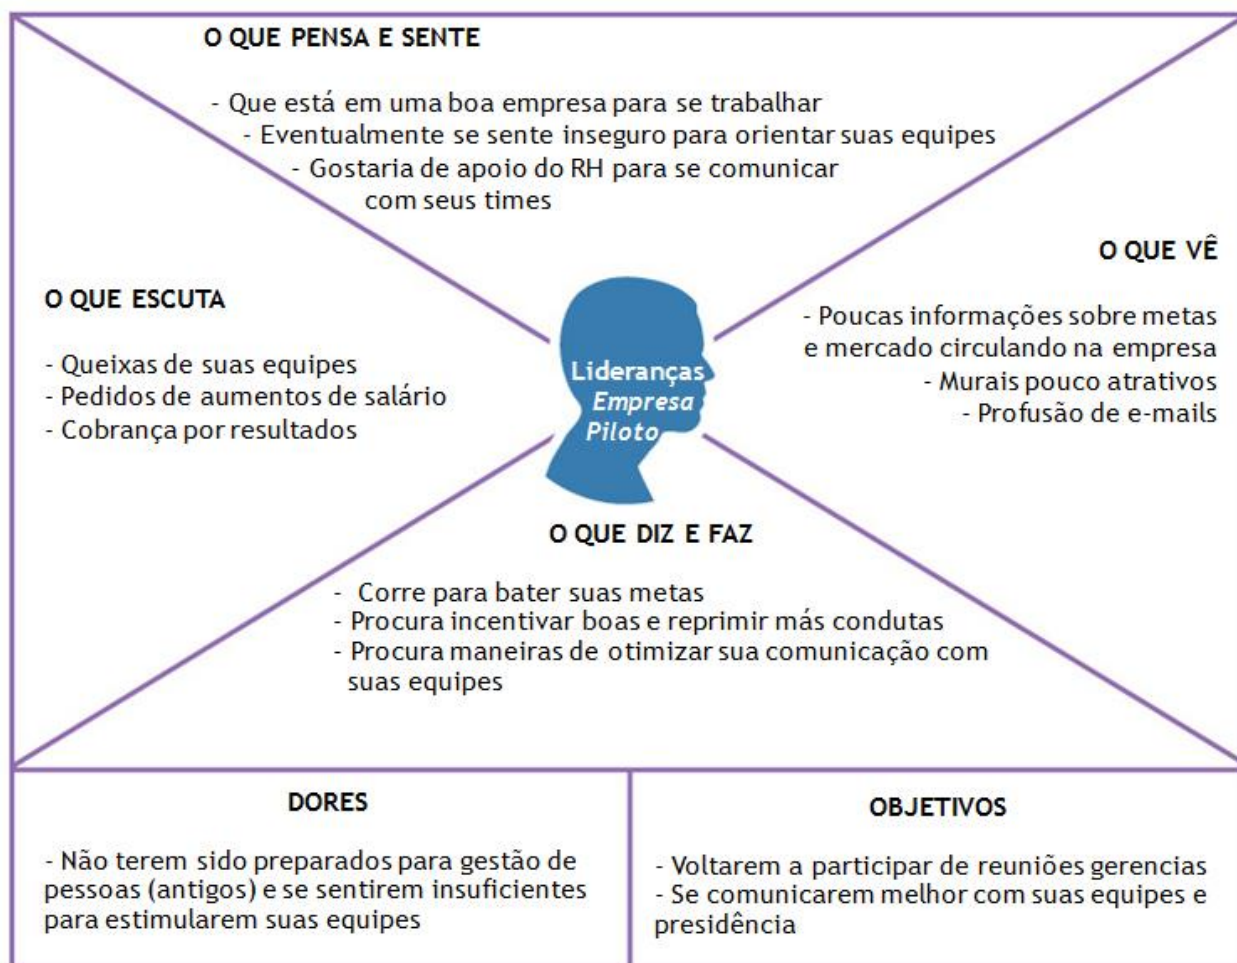 O QUE PENSA E SENTE
- Que está em uma boa empresa para se trabalhar
- Eventualmente se sente inseguro para orientar suas equipes
- Gostaria de apoio do RH para se comunicar
com seus times
O QUE ESCUTA
- Queixas de suas equipes
- Pedidos de aumentos de salário
- Cobrança por resultados
Lideranças
Empresa
Piloto
O QUE VÊ
- Poucas informações sobre metas
e mercado circulando na empresa
- Murais pouco atrativos
- Profusão de e-mails
O QUE DIZ E FAZ
- Corre para bater suas metas
- Procura incentivar boas e reprimir más condutas
- Procura maneiras de otimizar sua comunicação com
suas equipes
DORES
- Não terem sido preparados para gestão de
pessoas (antigos) e se sentirem insuficientes
para estimularem suas equipes
OBJETIVOS
- Voltarem a participar de reuniões gerencias
- Se comunicarem melhor com suas equipes e
presidência